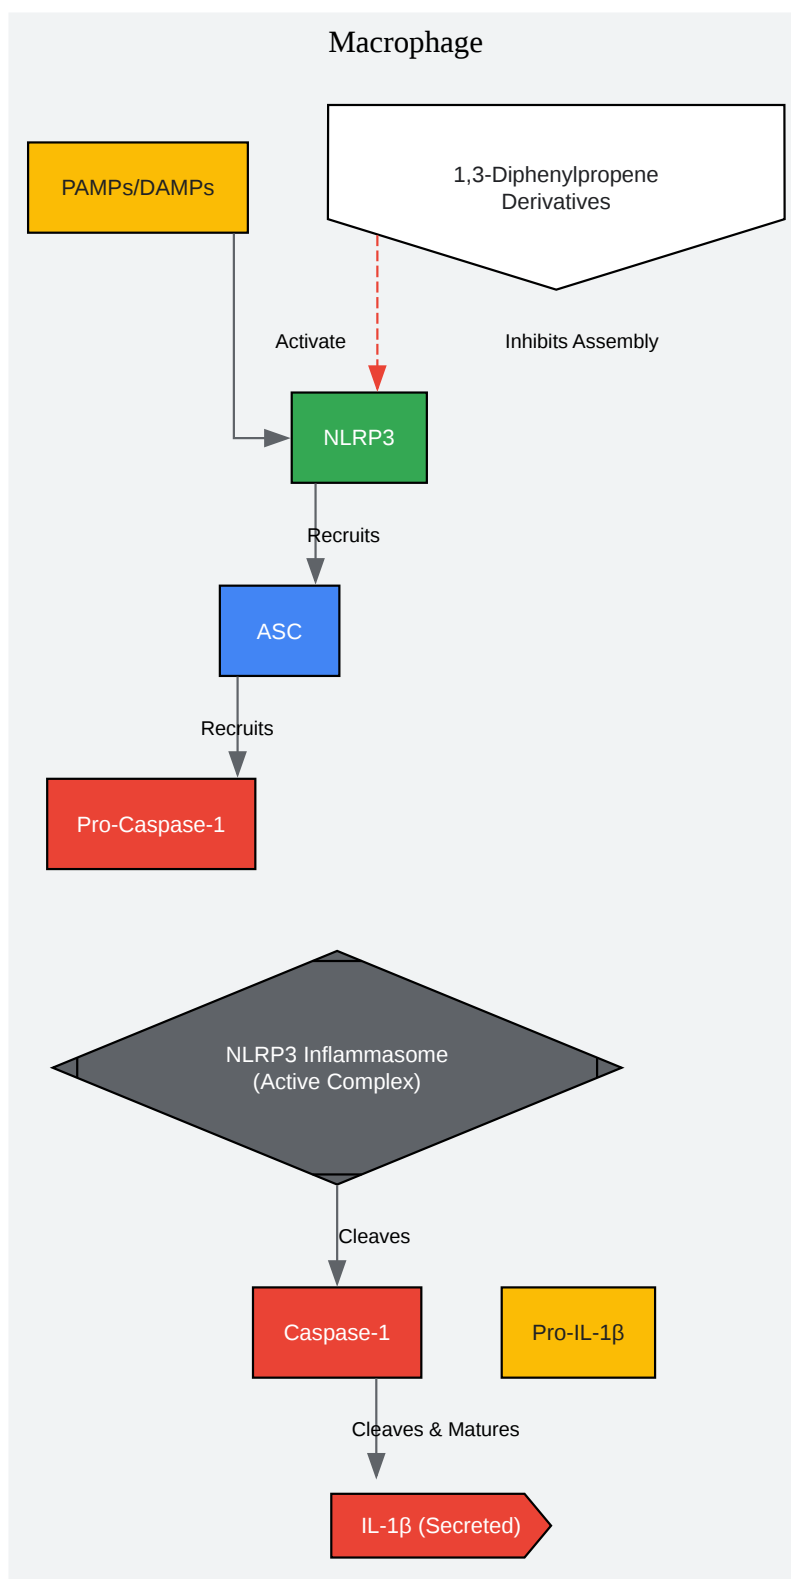 Macrophage
PAMPs/DAMPs
1,3-Diphenylpropene
Derivatives
Activate
Inhibits Assembly
NLRP3
Recruits
ASC
Recruits
Pro-Caspase-1
NLRP3 Inflammasome
(Active Complex)
Cleaves
Caspase-1
Pro-IL-1β
Cleaves & Matures
IL-1β (Secreted)